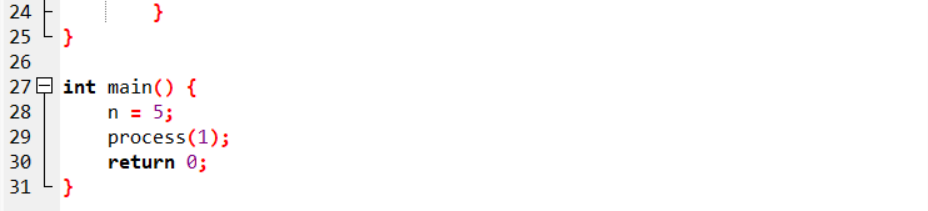 24 }
25 }
26
27 int main() {
28 n = 5;
29 process(1);
30 return 0;
31 }